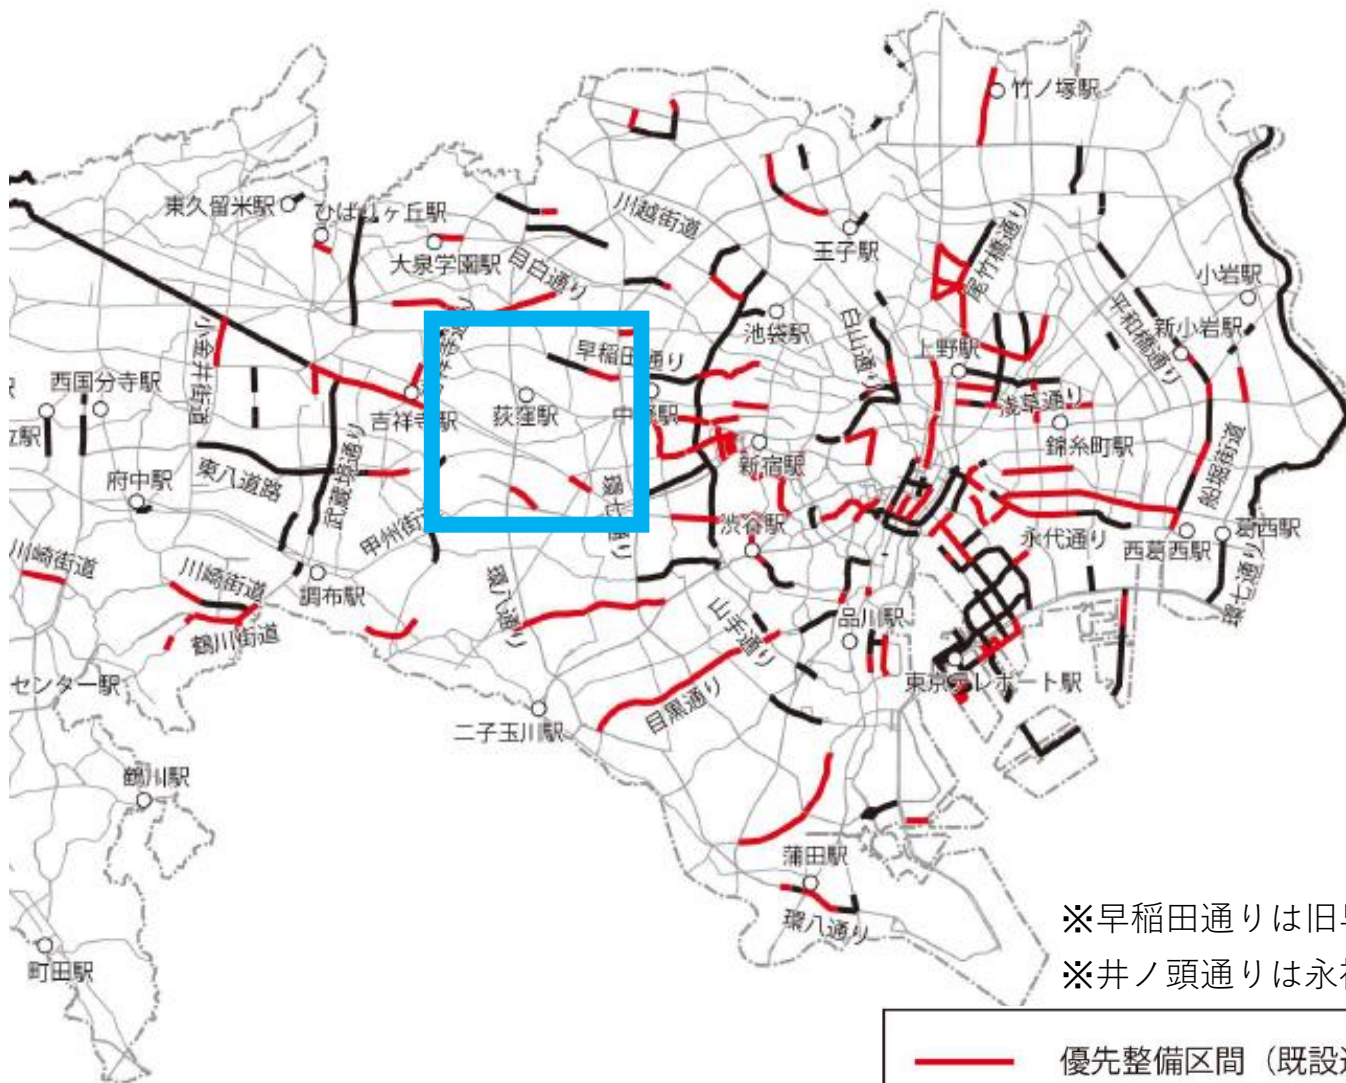 竹ノ塚駅
東久留米駅
ひばりヶ丘駅
川越街道
王子駅
大泉学園駅
目白通り
尾竹橋通り
小岩駅
池袋駅
白山通り
上野駅
平和橋通り
新小岩駅
小金井街道
早稲田通り
西国分寺駅
吉祥寺駅
荻窪駅
浅草通り
錦糸町駅
立駅
新宿駅
府中駅
東八道路
武蔵境通り
船堀街道
甲州街道
環七通り
渋谷駅
永代通り
西葛西駅
葛西駅
川崎街道
川崎街道
調布駅
環八通り
山手通り
品川駅
環七通り
鶴川街道
センター駅
東京テレポート駅
目黒通り
二子玉川駅
鶴川駅
蒲田駅
環八通り
町田駅
※早稲田通りは旧
※井ノ頭通りは永
優先整備区間（既設